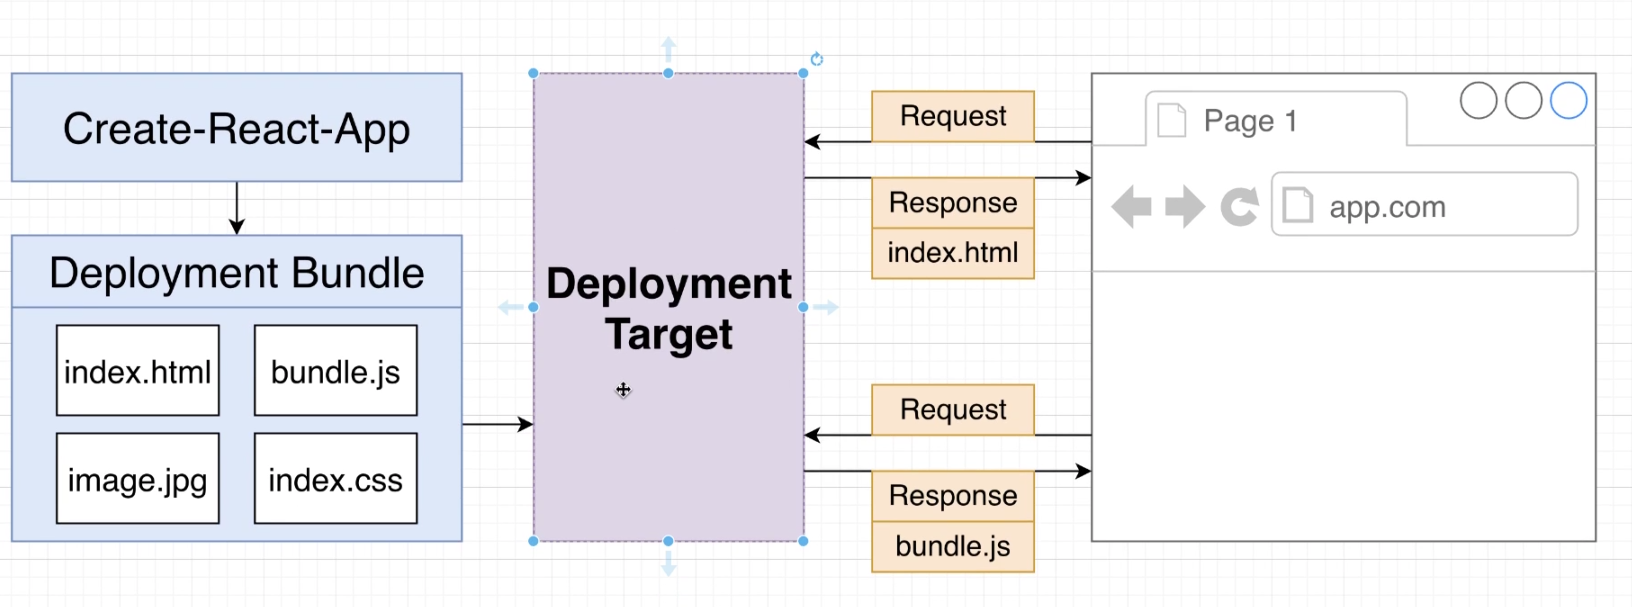 Create-React-App
Deployment Bundle
index.html
bundle.js
image.jpg
index.css
Deployment
Target
Request
Response
index.html
Request
Response
bundle.js
Page 1
app.com